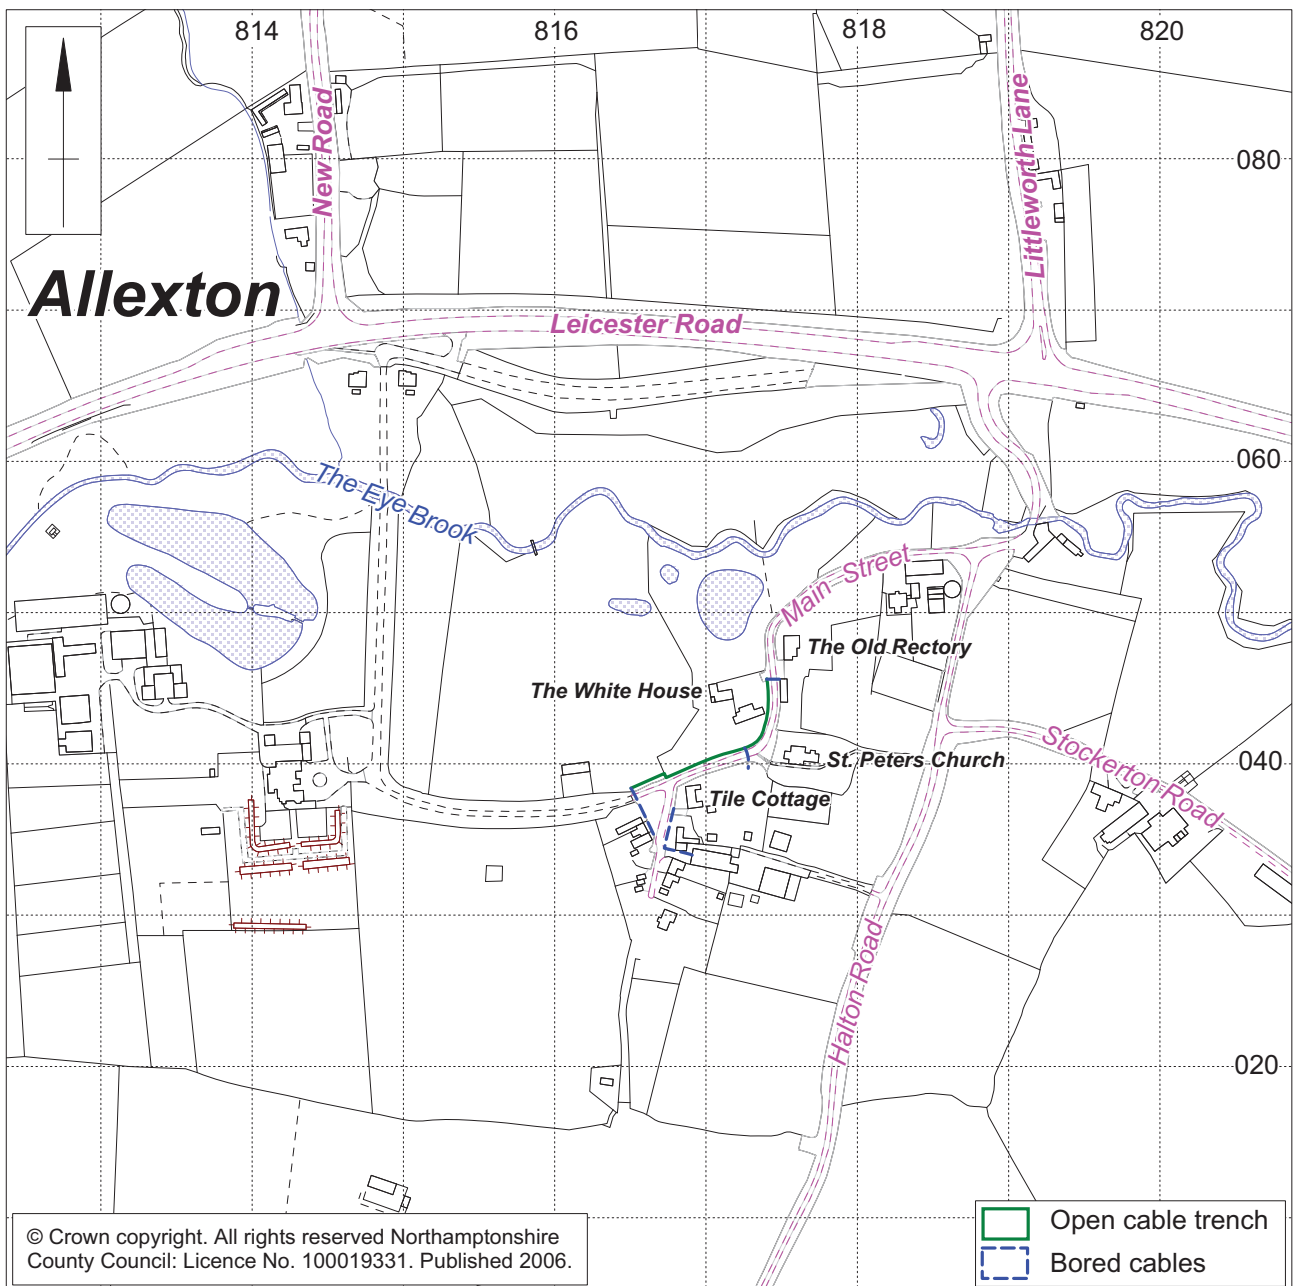 814
816
818
820
New Road
Littleworth Lane
080
Allexton
Leicester Road
060
The Eye Brook
Main Street
The Old Rectory
The White House
St. Peters Church
Stockerton Road
040
Tile Cottage
Halton Road
020
© Crown copyright. All rights reserved Northamptonshire
County Council: Licence No. 100019331. Published 2006.
Open cable trench
Bored cables